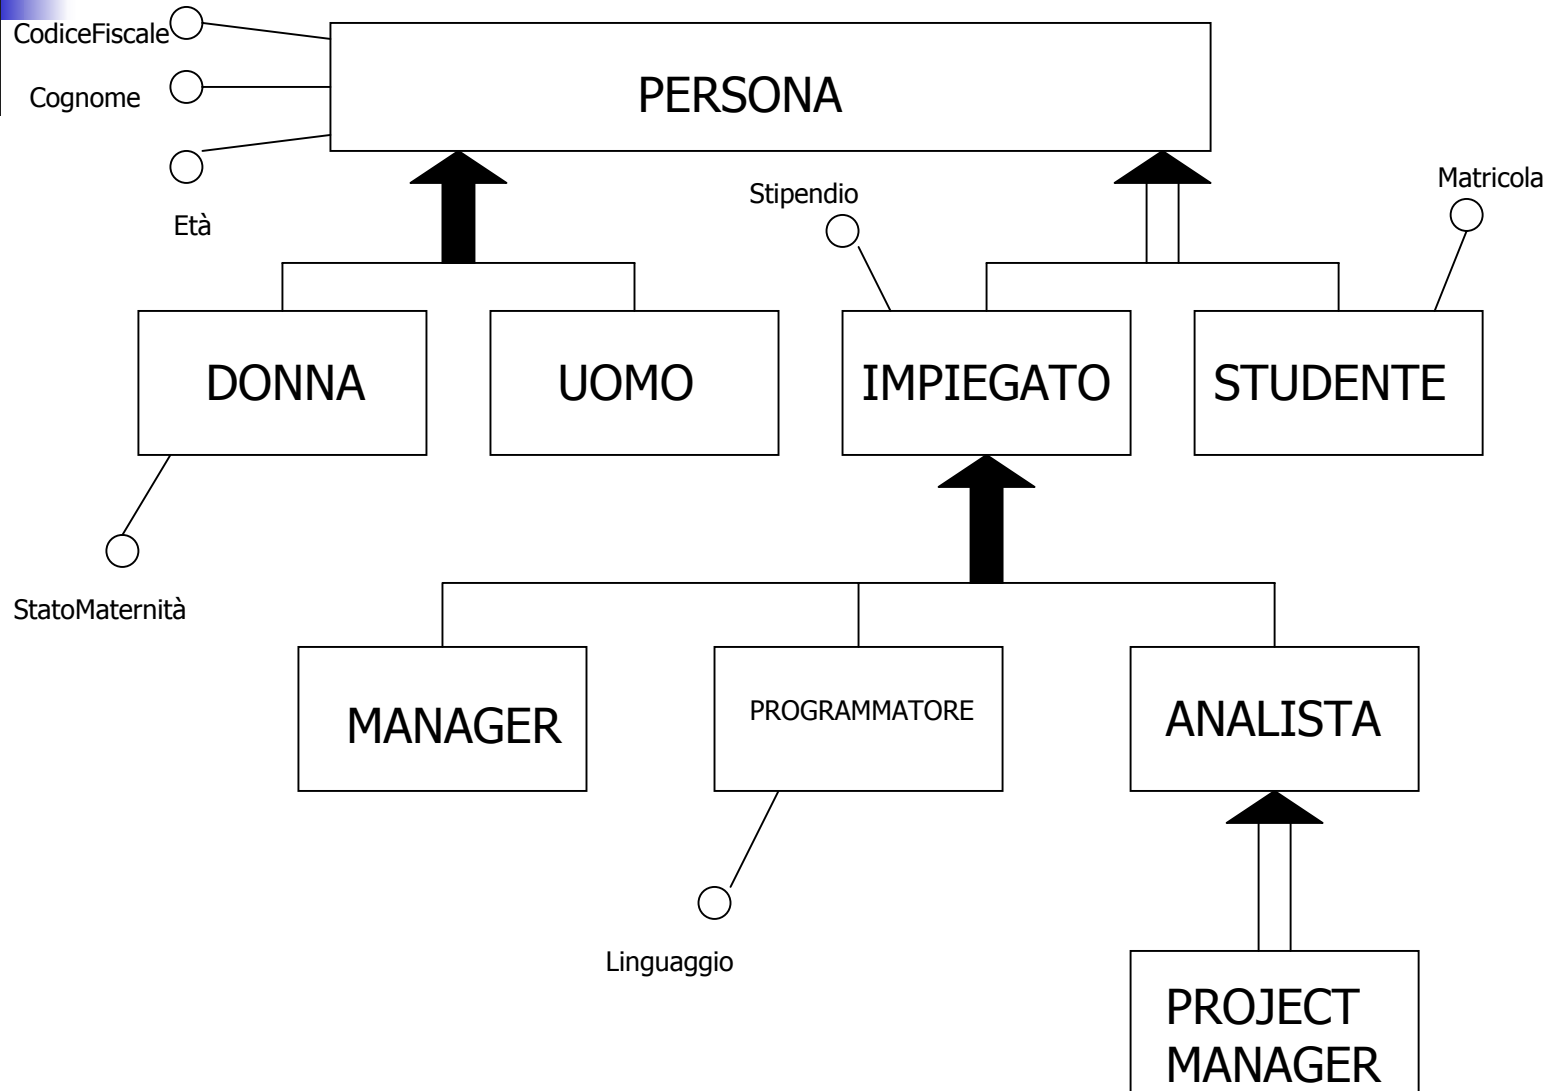 CodiceFiscale
PERSONA
Cognome
Età
Stipendio
Matricola
DONNA
UOMO
IMPIEGATO
STUDENTE
StatoMaternità
MANAGER
PROGRAMMATORE
ANALISTA
Linguaggio
PROJECT
MANAGER